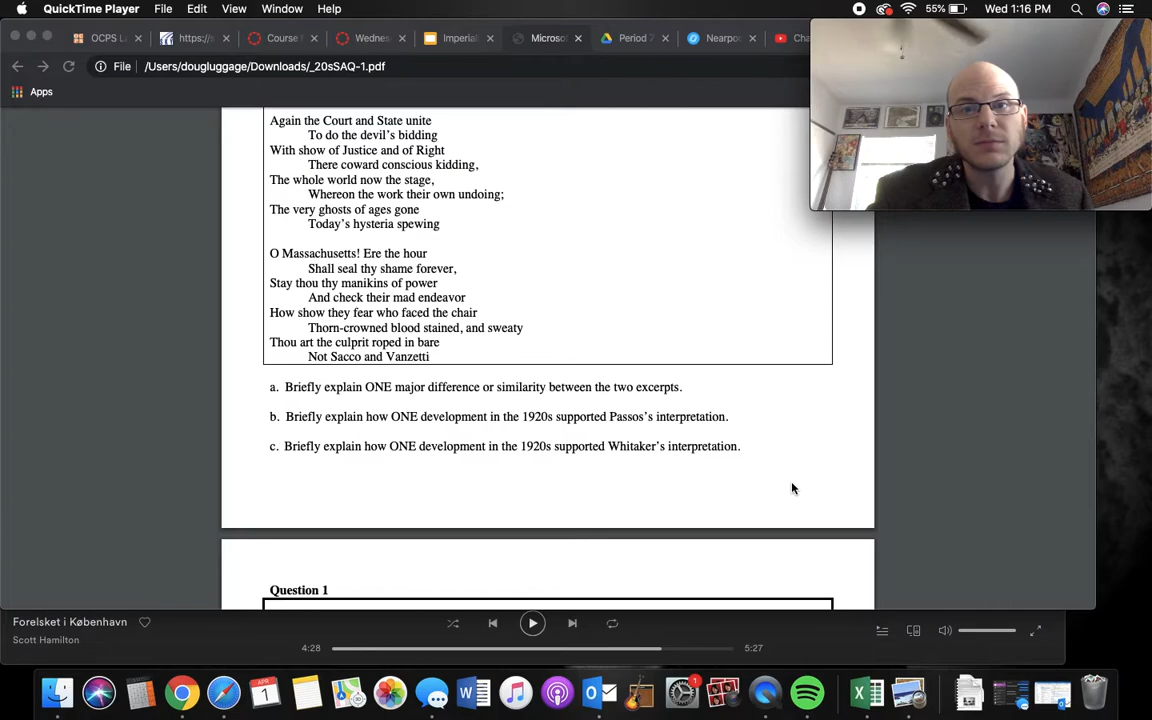 QuickTime Player File Edit View Window Help 55% Wed 1:16 PM
OCPS L https://s Course Wednes Imperial Microso Period 7 Nearpo Cha
File /Users/dougluggage/Downloads/_20sSAQ-1.pdf
Apps
Again the Court and State unite
To do the devil's bidding
With show of Justice and of Right
There coward conscious kidding,
The whole world now the stage,
Whereon the work their own undoing;
The very ghosts of ages gone
Today's hysteria spewing
O Massachusetts! Ere the hour
Shall seal thy shame forever,
Stay thou thy manikins of power
And check their mad endeavor
How show they fear who faced the chair
Thorn-crowned blood stained, and sweaty
Thou art the culprit roped in bare
Not Sacco and Vanzetti
a. Briefly explain ONE major difference or similarity between the two excerpts.
b. Briefly explain how ONE development in the 1920s supported Passos's interpretation.
c. Briefly explain how ONE development in the 1920s supported Whitaker's interpretation.
Question 1
Forelsket i København
Scott Hamilton
4:28 5:27
APR
1
1